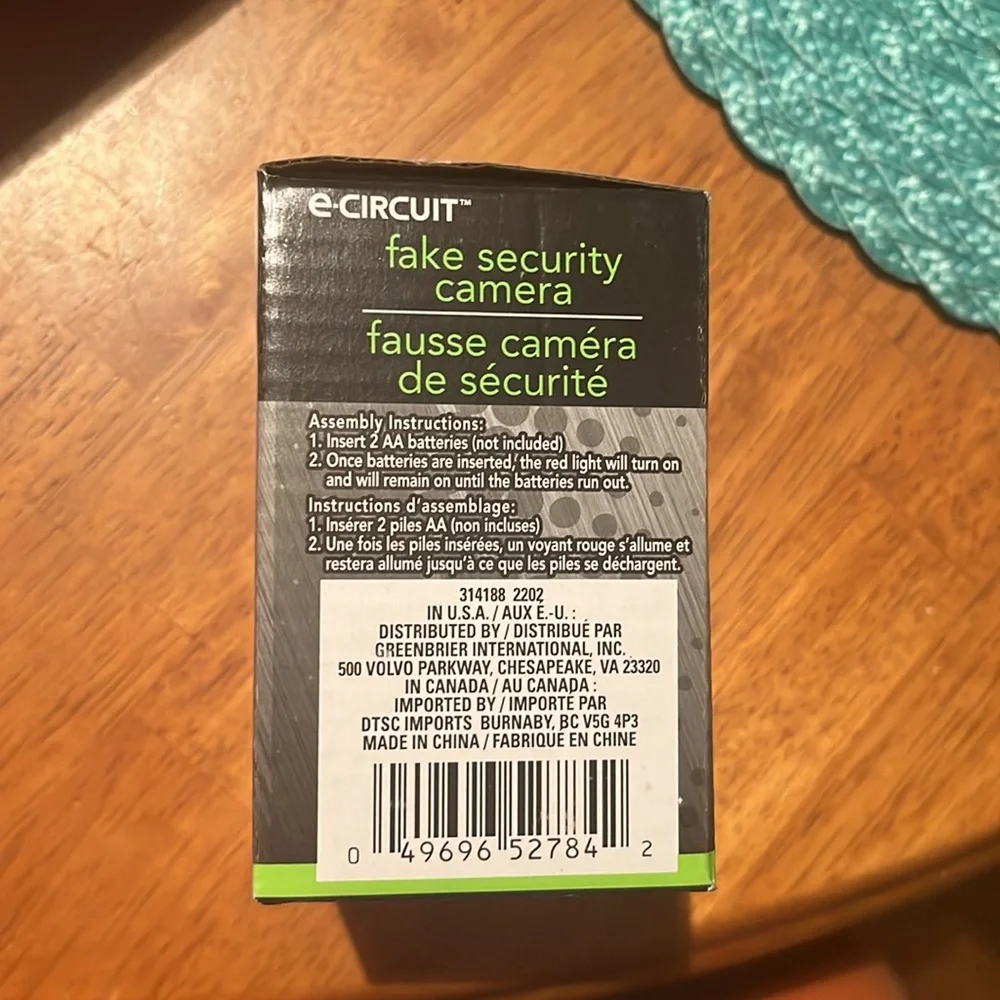 e·CIRCUIT™
fake security
camera
fausse caméra
de sécurité
Assembly Instructions:
1. Insert 2 AA batteries (not included)
2. Once batteries are inserted, the red light will turn on
and will remain on until the batteries run out.
Instructions d'assemblage:
1. Insérer 2 piles AA (non incluses)
2. Une fois les piles insérées, un voyant rouge s'allume et
restera allumé jusqu'à ce que les piles se déchargent.
314188 2202
IN U.S.A. / AUX É.-U. :
DISTRIBUTED BY / DISTRIBUÉ PAR
GREENBRIER INTERNATIONAL, INC.
500 VOLVO PARKWAY, CHESAPEAKE, VA 23320
IN CANADA / AU CANADA :
IMPORTED BY / IMPORTÉ PAR
DTSC IMPORTS BURNABY, BC V5G 4P3
MADE IN CHINA / FABRIQUÉ EN CHINE
0 49696 52784 2